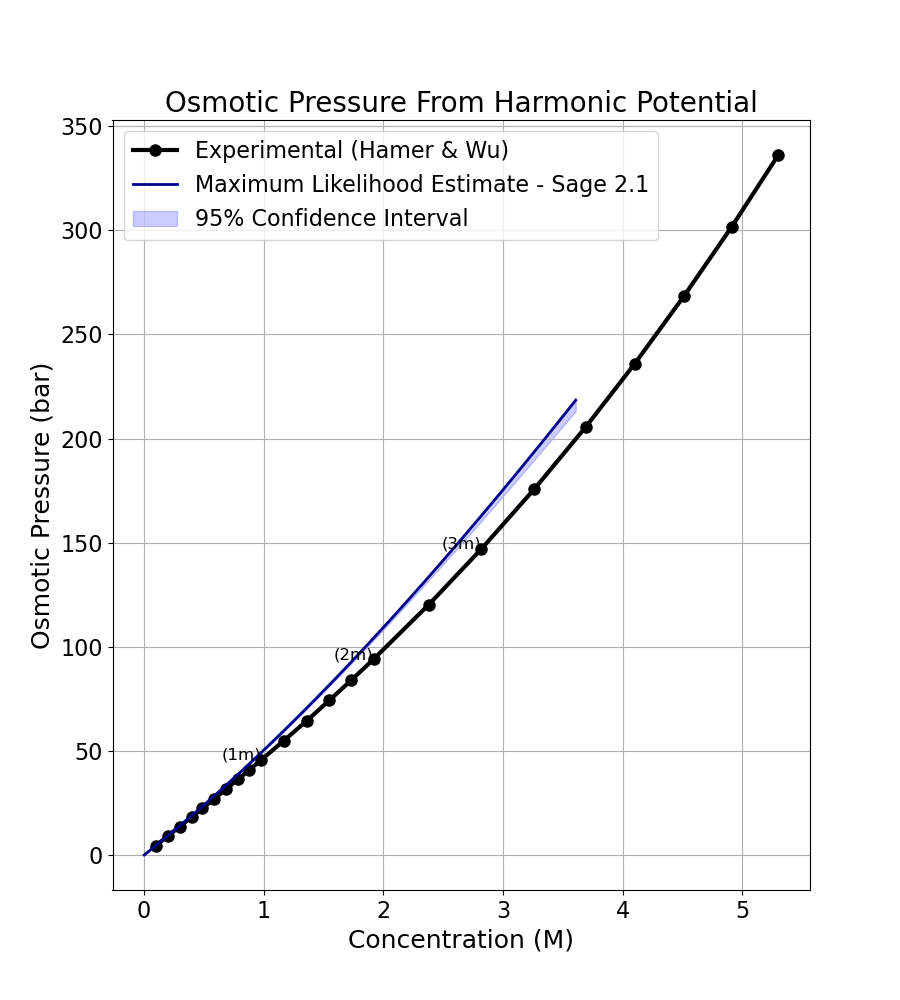 Osmotic Pressure From Harmonic Potential
Experimental (Hamer & Wu)
Maximum Likelihood Estimate - Sage 2.1
95% Confidence Interval
Osmotic Pressure (bar)
350
300
250
200
150
100
50
0
(3m)
(2m)
(1m)
0 1 2 3 4 5
Concentration (M)